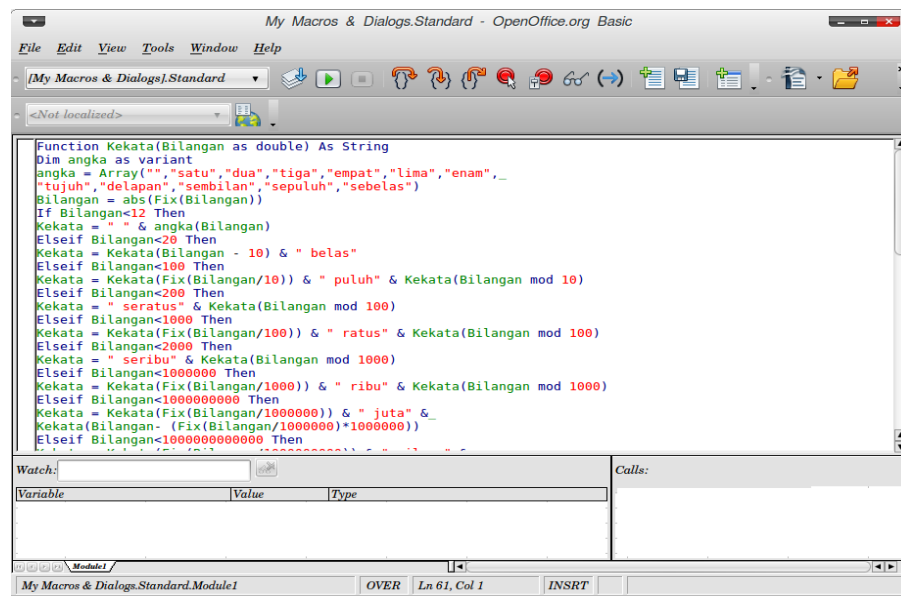 My Macros & Dialogs.Standard - OpenOffice.org Basic
File Edit View Tools Window Help
[My Macros & Dialogs].Standard
<Not localized>
Function Kekata(Bilangan as double) As String
Dim angka as variant
angka = Array("","satu","dua","tiga","empat","lima","enam",_
"tujuh","delapan","sembilan","sepuluh","sebelas")
Bilangan = abs(Fix(Bilangan))
If Bilangan<12 Then
Kekata = " " & angka(Bilangan)
Elseif Bilangan<20 Then
Kekata = Kekata(Bilangan - 10) & " belas"
Elseif Bilangan<100 Then
Kekata = Kekata(Fix(Bilangan/10)) & " puluh" & Kekata(Bilangan mod 10)
Elseif Bilangan<200 Then
Kekata = " seratus" & Kekata(Bilangan mod 100)
Elseif Bilangan<1000 Then
Kekata = Kekata(Fix(Bilangan/100)) & " ratus" & Kekata(Bilangan mod 100)
Elseif Bilangan<2000 Then
Kekata = " seribu" & Kekata(Bilangan mod 1000)
Elseif Bilangan<1000000 Then
Kekata = Kekata(Fix(Bilangan/1000)) & " ribu" & Kekata(Bilangan mod 1000)
Elseif Bilangan<1000000000 Then
Kekata = Kekata(Fix(Bilangan/1000000)) & " juta" &_
Kekata(Bilangan- (Fix(Bilangan/1000000)*1000000))
Elseif Bilangan<1000000000000 Then
Watch:
Calls:
Variable Value Type
Module1
My Macros & Dialogs.Standard.Module1 OVER Ln 61, Col 1 INSRT